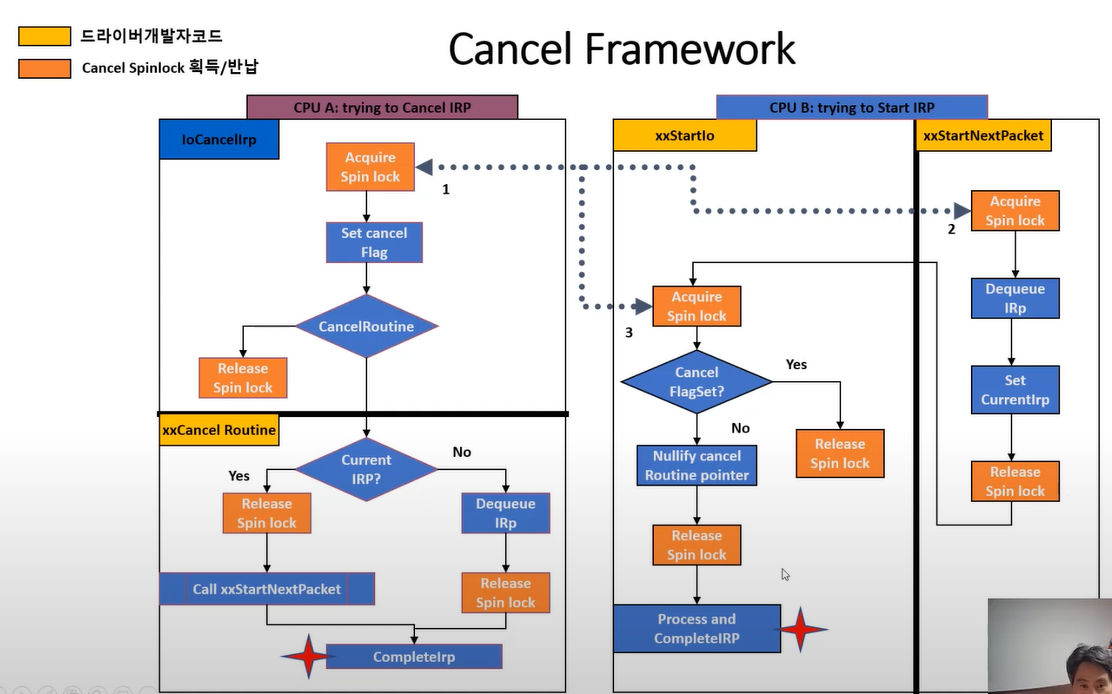 드라이버개발자코드
Cancel Spinlock 획득/반납
Cancel Framework
CPU A: trying to Cancel IRP
IoCancelIrp
Acquire
Spin lock
1
Set cancel
Flag
CancelRoutine
Release
Spin lock
xxCancel Routine
Current
IRP?
Yes
No
Release
Spin lock
Dequeue
IRp
Call xxStartNextPacket
Release
Spin lock
CompleteIrp
CPU B: trying to Start IRP
xxStartIo
Acquire
Spin lock
3
Cancel
FlagSet?
Yes
No
Release
Spin lock
Nullify cancel
Routine pointer
Release
Spin lock
Process and
CompleteIRP
xxStartNextPacket
Acquire
Spin lock
2
Dequeue
IRp
Set
CurrentIrp
Release
Spin lock